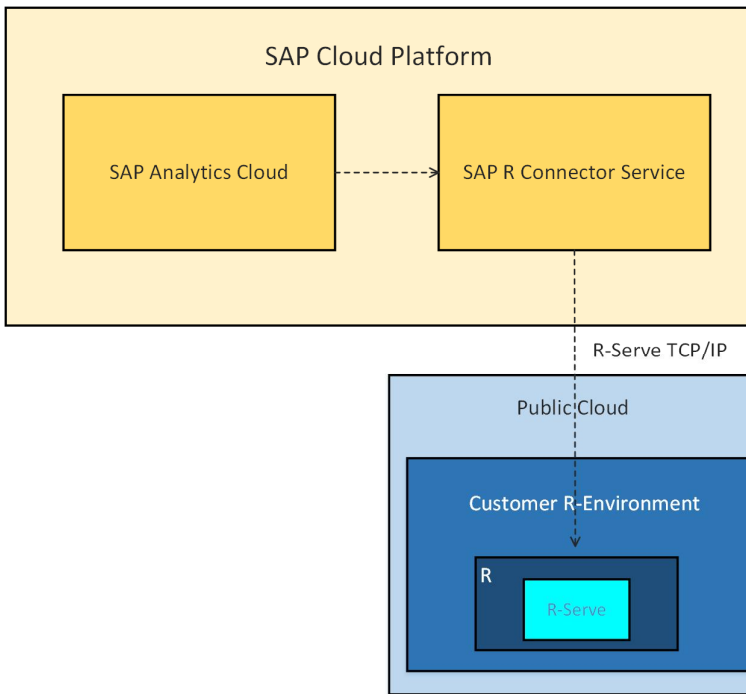 SAP Cloud Platform
SAP Analytics Cloud
SAP R Connector Service
R-Serve TCP/IP
Public Cloud
Customer R-Environment
R
R-Serve